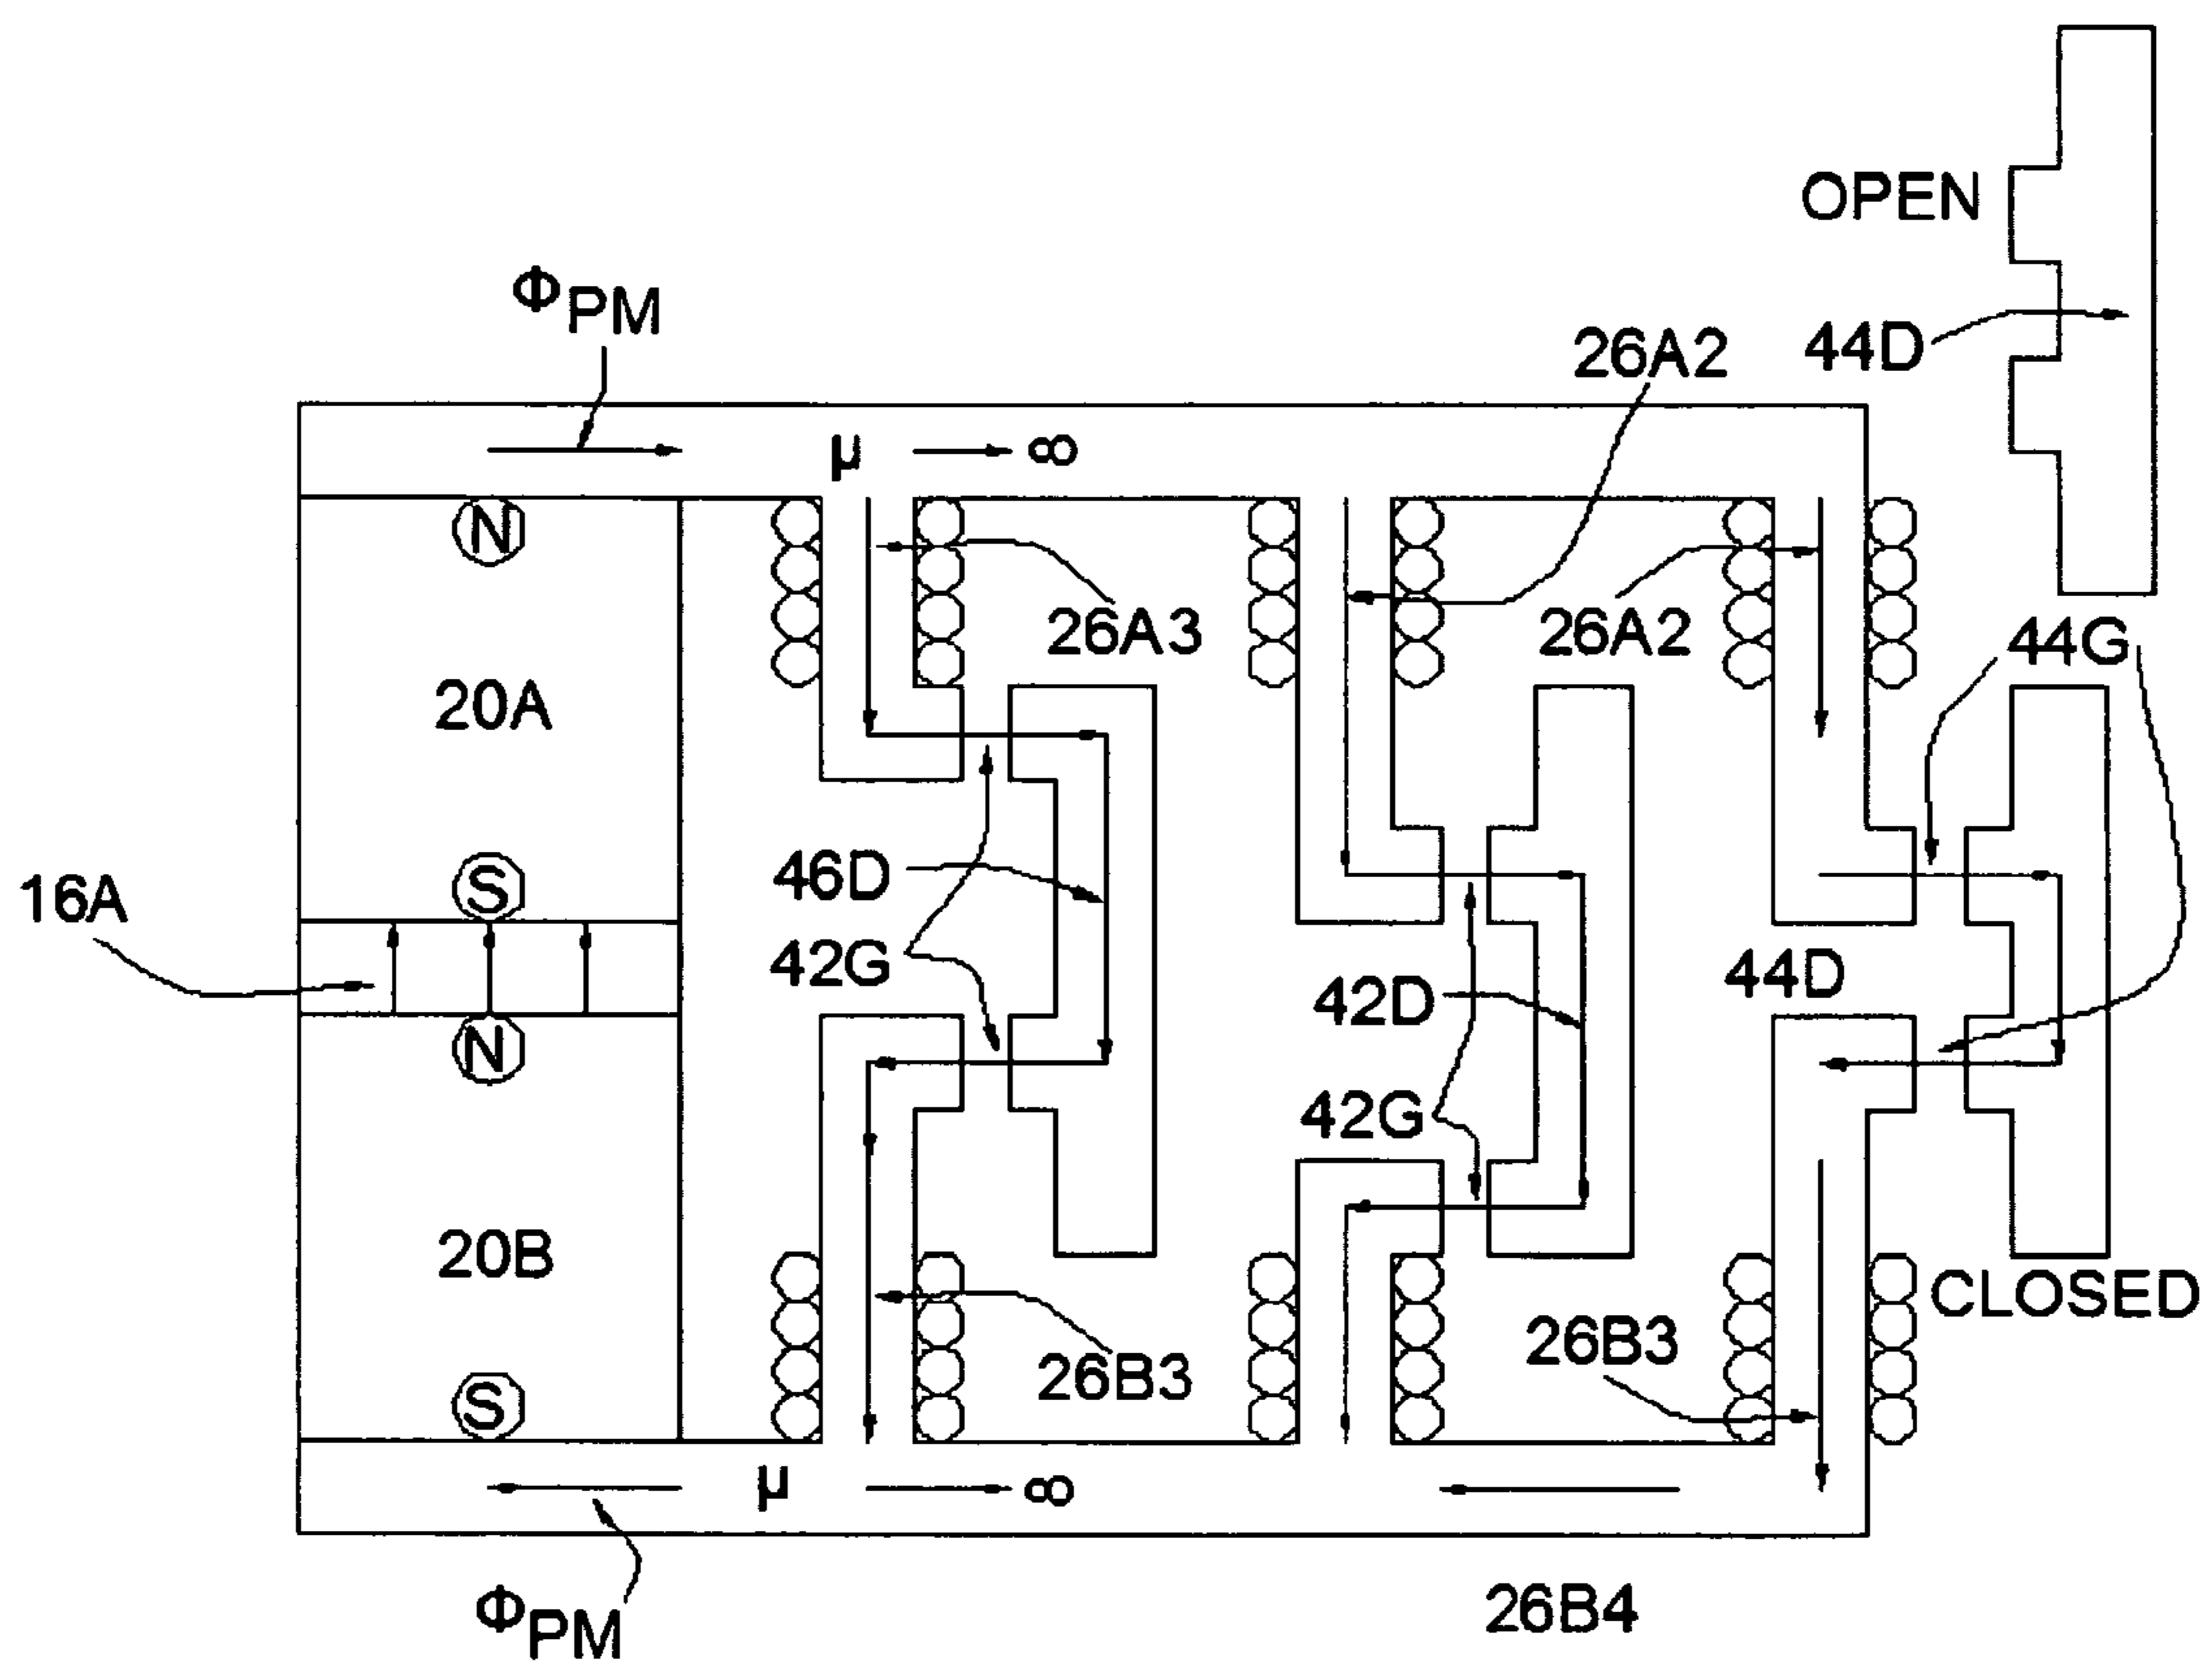 OPEN
ΦPM
26A2
44D
μ → ∞
N
26A3
26A2
44G
20A
S
46D
16A
42G
42D
44D
N
42G
20B
CLOSED
26B3
26B3
S
μ → ∞
ΦPM
26B4